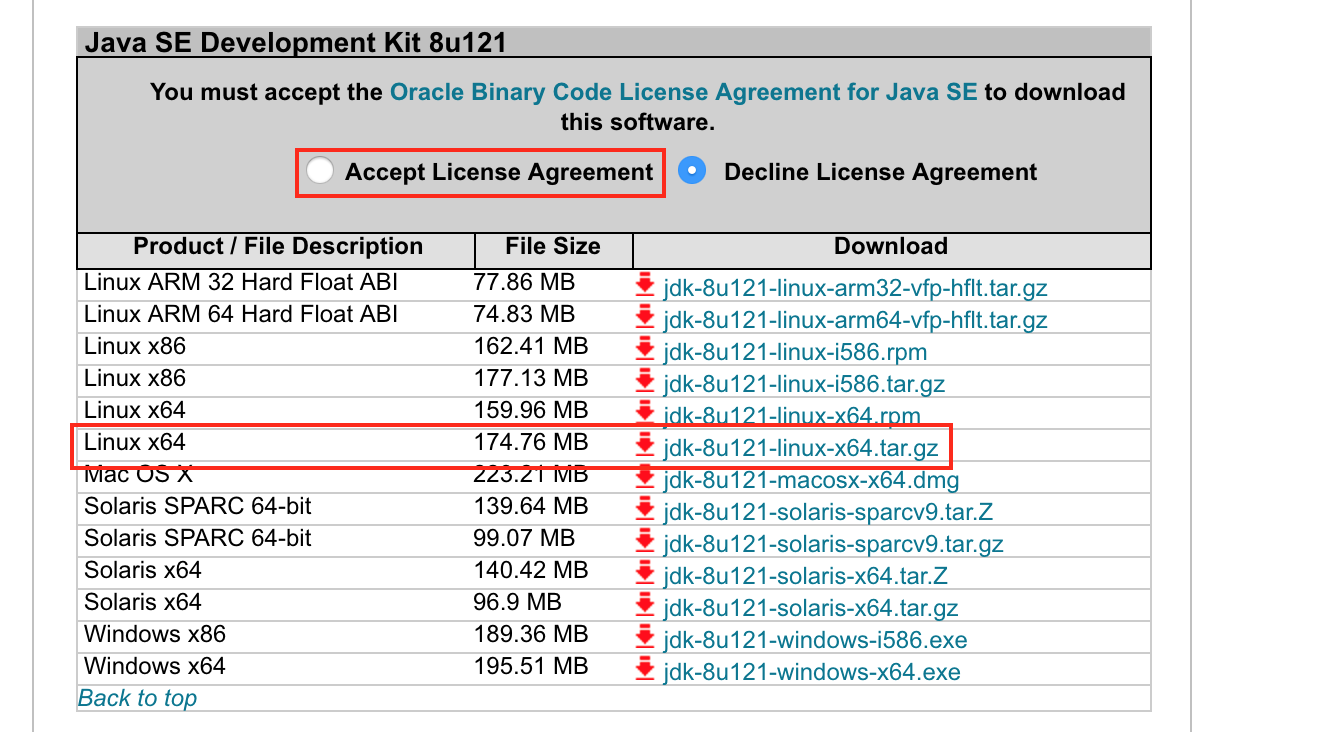 Java SE Development Kit 8u121
You must accept the Oracle Binary Code License Agreement for Java SE to download
this software.
Accept License Agreement Decline License Agreement
Product / File Description File Size Download
Linux ARM 32 Hard Float ABI 77.86 MB jdk-8u121-linux-arm32-vfp-hflt.tar.gz
Linux ARM 64 Hard Float ABI 74.83 MB jdk-8u121-linux-arm64-vfp-hflt.tar.gz
Linux x86 162.41 MB jdk-8u121-linux-i586.rpm
Linux x86 177.13 MB jdk-8u121-linux-i586.tar.gz
Linux x64 159.96 MB jdk-8u121-linux-x64.rpm
Linux x64 174.76 MB jdk-8u121-linux-x64.tar.gz
Mac OS X 223.21 MB jdk-8u121-macosx-x64.dmg
Solaris SPARC 64-bit 139.64 MB jdk-8u121-solaris-sparcv9.tar.Z
Solaris SPARC 64-bit 99.07 MB jdk-8u121-solaris-sparcv9.tar.gz
Solaris x64 140.42 MB jdk-8u121-solaris-x64.tar.Z
Solaris x64 96.9 MB jdk-8u121-solaris-x64.tar.gz
Windows x86 189.36 MB jdk-8u121-windows-i586.exe
Windows x64 195.51 MB jdk-8u121-windows-x64.exe
Back to top